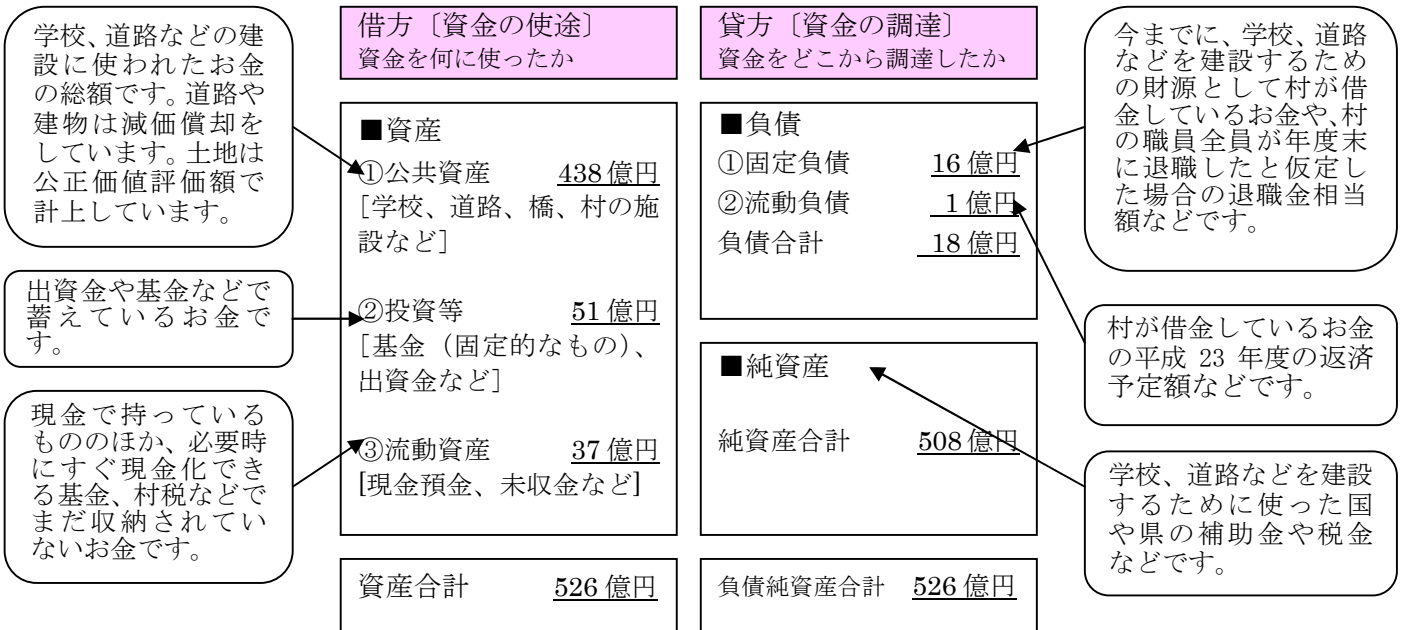 学校、道路などの建
設に使われたお金
の総額です。道路や
建物は減価償却を
しています。土地は
公正価値評価額で
計上しています。
出資金や基金などで
蓄えているお金で
す。
現金で持っている
もののほか、必要時
にすぐ現金化でき
る基金、村税などで
まだ収納されてい
ないお金です。
借方〔資金の使途〕
資金を何に使ったか
■資産
①公共資産 438億円
[学校、道路、橋、村の施
設など]
②投資等 51億円
[基金（固定的なもの）、
出資金など]
③流動資産 37億円
[現金預金、未収金など]
資産合計 526億円
貸方〔資金の調達〕
資金をどこから調達したか
■負債
①固定負債 16億円
②流動負債 1億円
負債合計 18億円
■純資産
純資産合計 508億円
負債純資産合計 526億円
今までに、学校、道路
などを建設するため
の財源として村が借
金しているお金や、村
の職員全員が年度末
に退職したと仮定し
た場合の退職金相当
額などです。
村が借金しているお金
の平成 23 年度の返済
予定額などです。
学校、道路などを建設
するために使った国
や県の補助金や税金
などです。